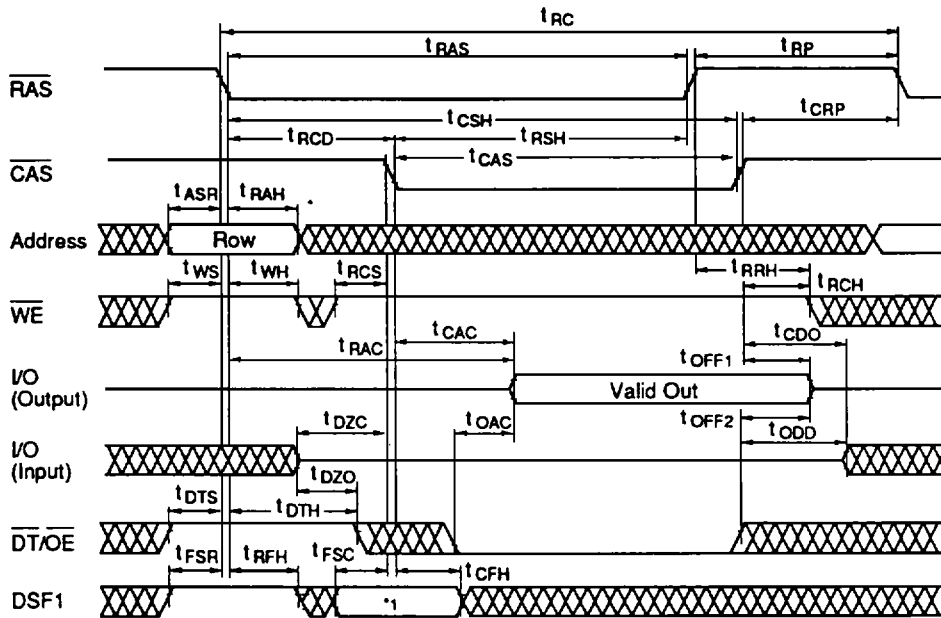 tRC
tRAS tRP
RAS
tCSH tCRP
tRCD tRSH
tCAS
CAS
tASR tRAH
Address Row
tWS tWH tRCS tRRH
tRCH
WE
tCAC tCDO
tRAC tOFF1
I/O
(Output) Valid Out
tDZC tOAC tOFF2 tODD
I/O
(Input)
tDZO
tDTS tDTH
DT/OE
tFSR tRFH tFSC tCFH
DSF1 *1